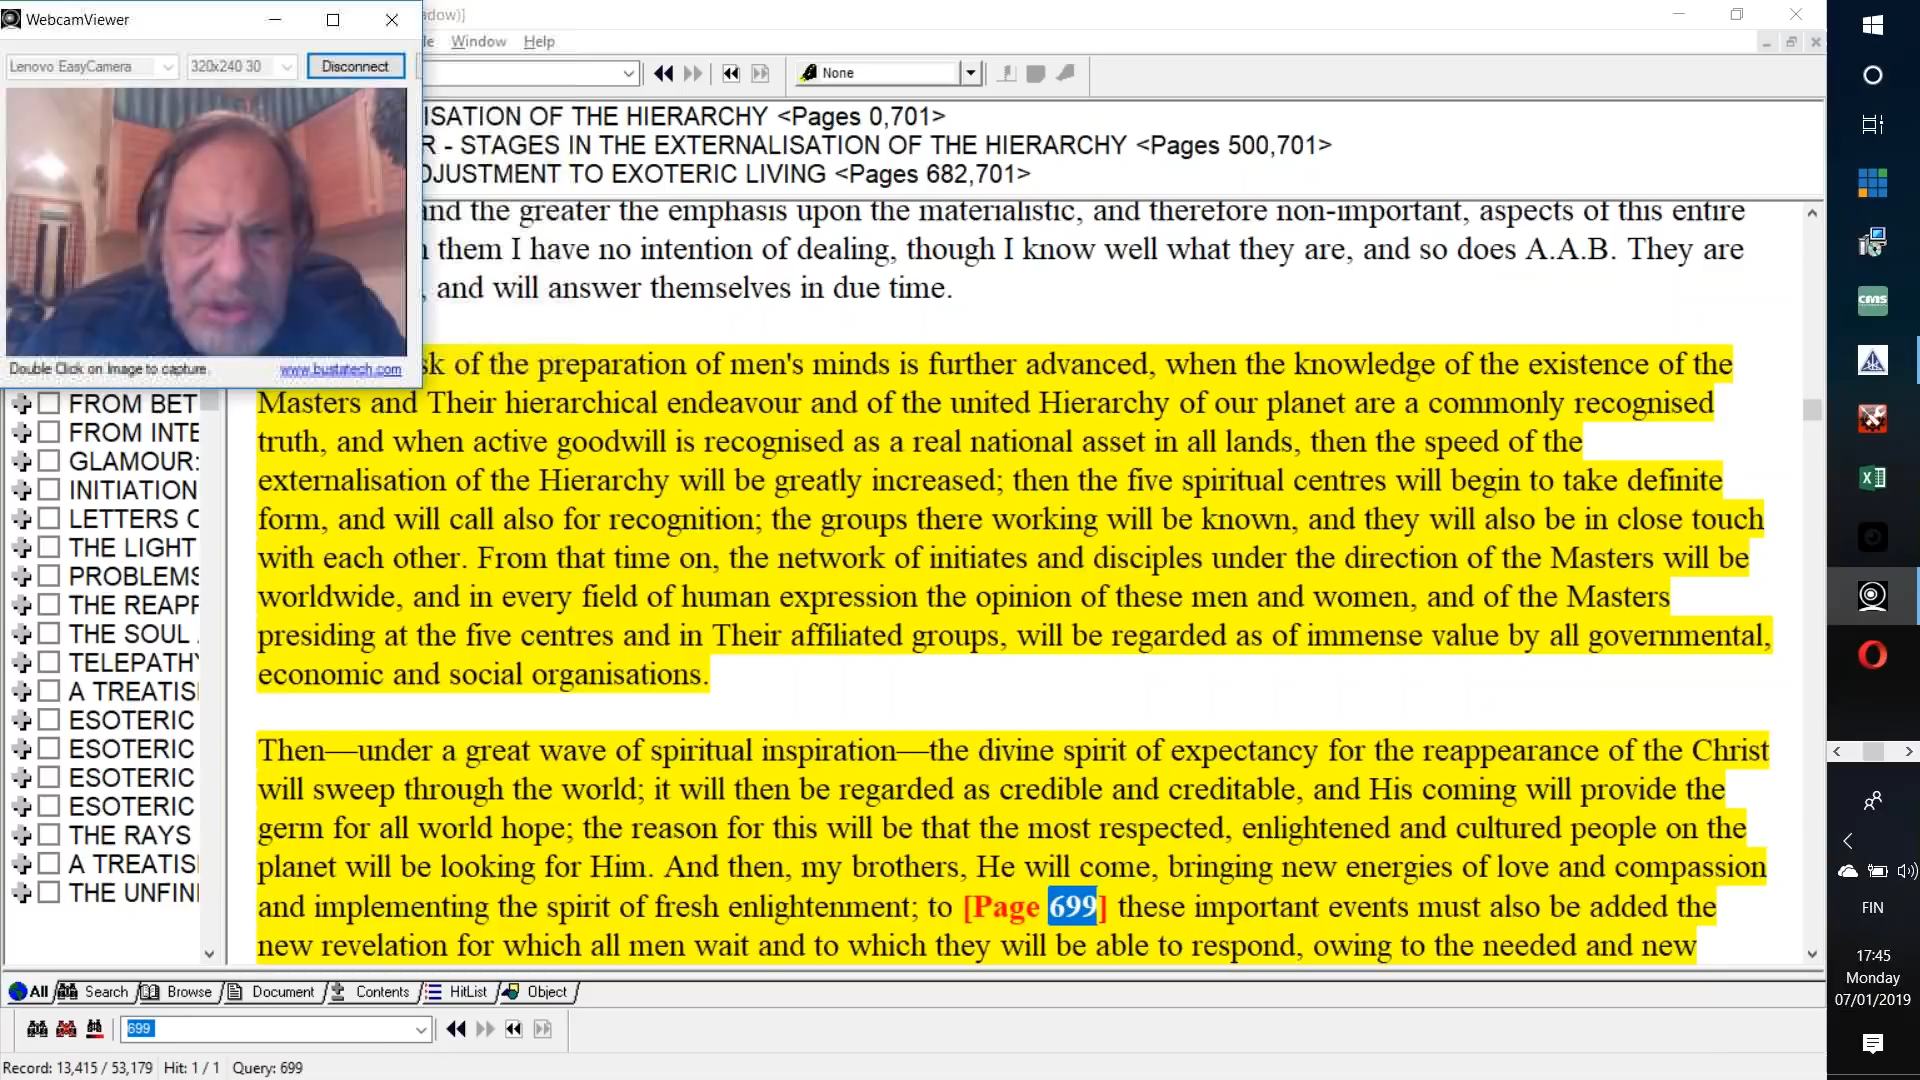 WebcamViewer
Lenovo EasyCamera
320x240 30
Disconnect
Double Click on Image to capture
www.bustatech.com
adow)]
Window Help
None
ISATION OF THE HIERARCHY <Pages 0,701>
R - STAGES IN THE EXTERNALISATION OF THE HIERARCHY <Pages 500,701>
DJUSTMENT TO EXOTERIC LIVING <Pages 682,701>
and the greater the emphasis upon the materialistic, and therefore non-important, aspects of this entire
them I have no intention of dealing, though I know well what they are, and so does A.A.B. They are
, and will answer themselves in due time.
sk of the preparation of men's minds is further advanced, when the knowledge of the existence of the
Masters and Their hierarchical endeavour and of the united Hierarchy of our planet are a commonly recognised
truth, and when active goodwill is recognised as a real national asset in all lands, then the speed of the
externalisation of the Hierarchy will be greatly increased; then the five spiritual centres will begin to take definite
form, and will call also for recognition; the groups there working will be known, and they will also be in close touch
with each other. From that time on, the network of initiates and disciples under the direction of the Masters will be
worldwide, and in every field of human expression the opinion of these men and women, and of the Masters
presiding at the five centres and in Their affiliated groups, will be regarded as of immense value by all governmental,
economic and social organisations.
Then—under a great wave of spiritual inspiration—the divine spirit of expectancy for the reappearance of the Christ
will sweep through the world; it will then be regarded as credible and creditable, and His coming will provide the
germ for all world hope; the reason for this will be that the most respected, enlightened and cultured people on the
planet will be looking for Him. And then, my brothers, He will come, bringing new energies of love and compassion
and implementing the spirit of fresh enlightenment; to [Page 699] these important events must also be added the
new revelation for which all men wait and to which they will be able to respond, owing to the needed and new
FROM BET
FROM INTE
GLAMOUR:
INITIATION
LETTERS O
THE LIGHT
PROBLEMS
THE REAPP
THE SOUL
TELEPATHY
A TREATIS
ESOTERIC
ESOTERIC
ESOTERIC
ESOTERIC
THE RAYS
A TREATIS
THE UNFIN
All Search Browse Document Contents HitList Object
699
Record: 13,415 / 53,179 Hit: 1 / 1 Query: 699
cms
FIN
17:45
Monday
07/01/2019